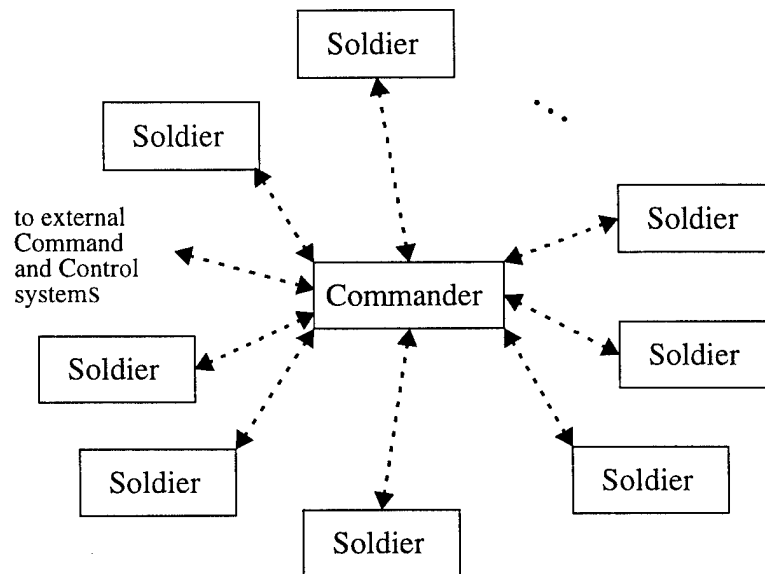 Soldier
Soldier
to external
Command
and Control
systems
Soldier
Commander
Soldier
Soldier
Soldier
Soldier
Soldier